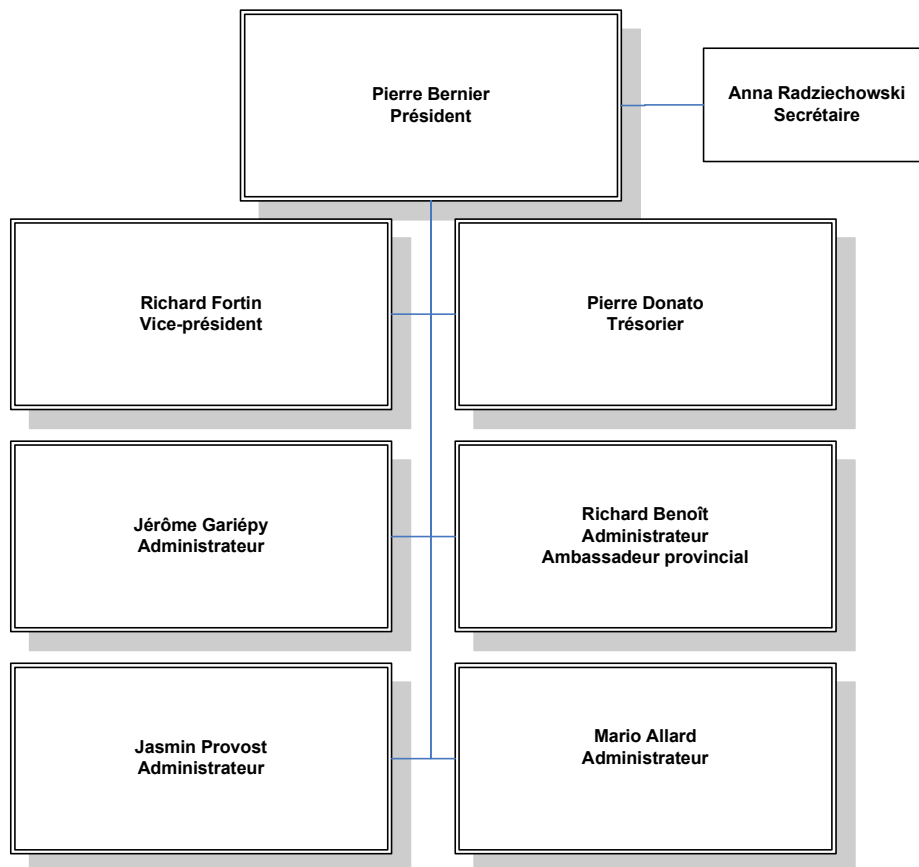 Pierre Bernier
Président
Anna Radziechowski
Secrétaire
Richard Fortin
Vice-président
Pierre Donato
Trésorier
Jérôme Gariépy
Administrateur
Richard Benoît
Administrateur
Ambassadeur provincial
Jasmin Provost
Administrateur
Mario Allard
Administrateur